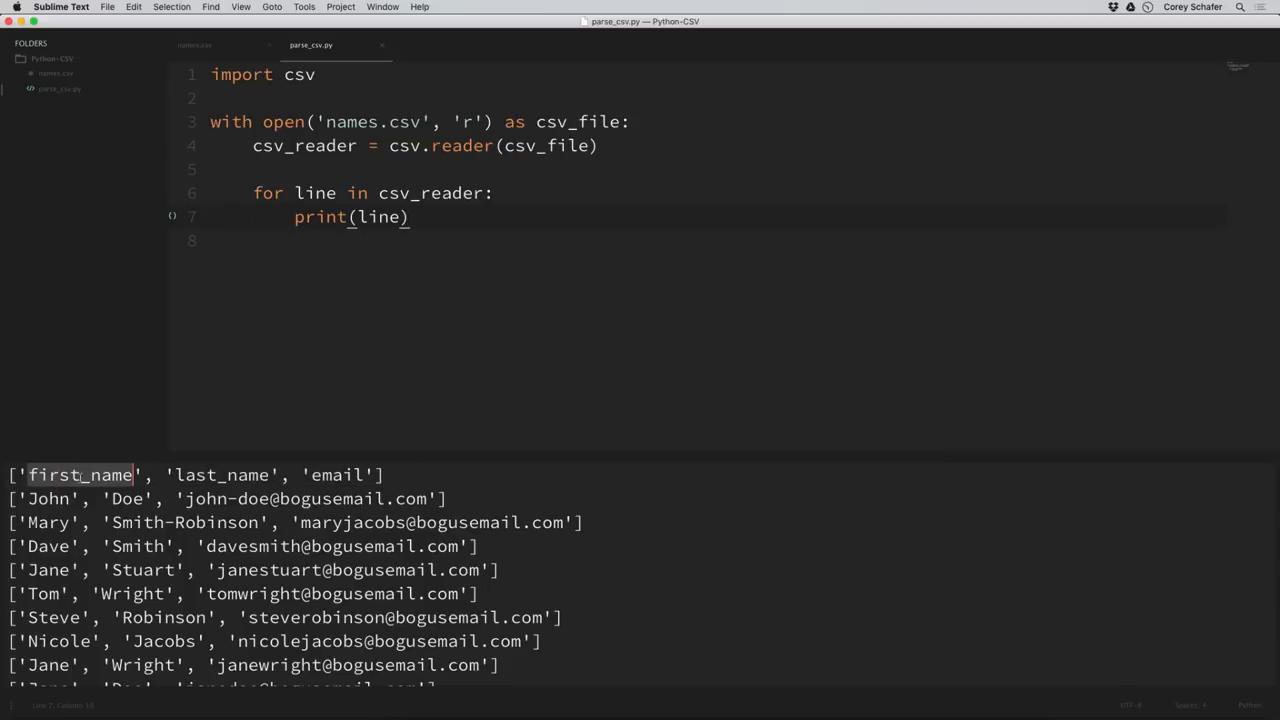 Sublime Text File Edit Selection Find View Goto Tools Project Window Help Corey Schafer
parse_csv.py — Python-CSV
FOLDERS
Python-CSV
names.csv
parse_csv.py
names.csv × parse_csv.py ×
1 import csv
2
3 with open('names.csv', 'r') as csv_file:
4 csv_reader = csv.reader(csv_file)
5
6 for line in csv_reader:
() 7 print(line)
8
['first_name', 'last_name', 'email']
['John', 'Doe', 'john-doe@bogusemail.com']
['Mary', 'Smith-Robinson', 'maryjacobs@bogusemail.com']
['Dave', 'Smith', 'davesmith@bogusemail.com']
['Jane', 'Stuart', 'janestuart@bogusemail.com']
['Tom', 'Wright', 'tomwright@bogusemail.com']
['Steve', 'Robinson', 'steverobinson@bogusemail.com']
['Nicole', 'Jacobs', 'nicolejacobs@bogusemail.com']
['Jane', 'Wright', 'janewright@bogusemail.com']
['Jane', 'Doe', 'janedoe@bogusemail.com']
Line 7, Column 16 UTF-8 Spaces: 4 Python